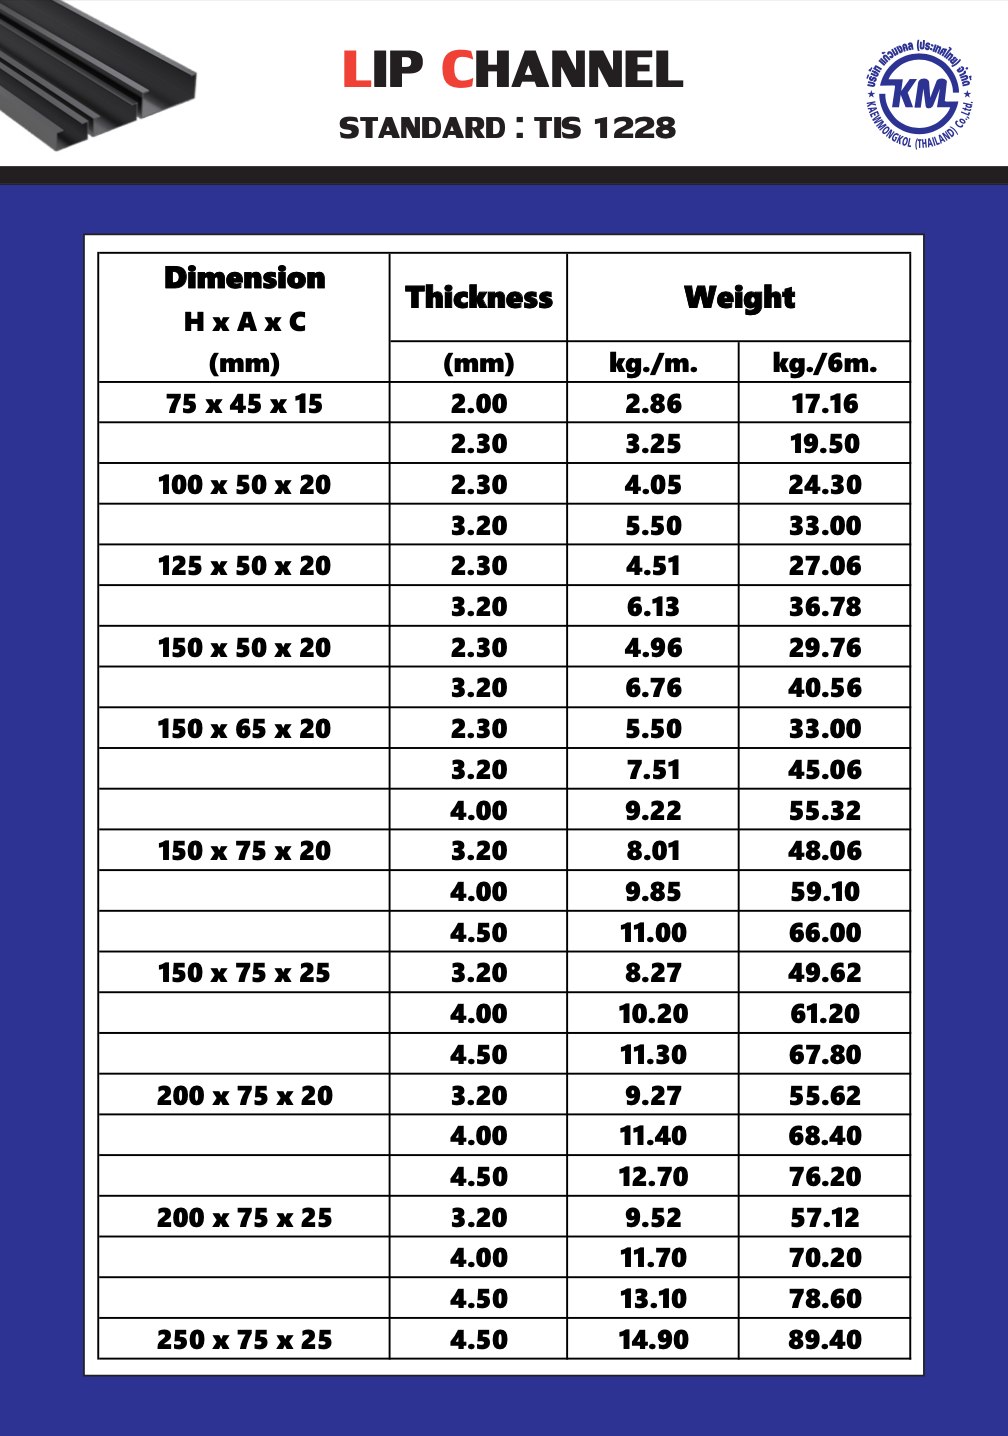 LIP CHANNEL
STANDARD : TIS 1228
บริษัท แก้วมงคล (ประเทศไทย) จำกัด
KM
★ KAEWMONGKOL (THAILAND) Co.,Ltd. ★
Dimension Thickness Weight
H x A x C
(mm) (mm) kg./m. kg./6m.
75 x 45 x 15 2.00 2.86 17.16
2.30 3.25 19.50
100 x 50 x 20 2.30 4.05 24.30
3.20 5.50 33.00
125 x 50 x 20 2.30 4.51 27.06
3.20 6.13 36.78
150 x 50 x 20 2.30 4.96 29.76
3.20 6.76 40.56
150 x 65 x 20 2.30 5.50 33.00
3.20 7.51 45.06
4.00 9.22 55.32
150 x 75 x 20 3.20 8.01 48.06
4.00 9.85 59.10
4.50 11.00 66.00
150 x 75 x 25 3.20 8.27 49.62
4.00 10.20 61.20
4.50 11.30 67.80
200 x 75 x 20 3.20 9.27 55.62
4.00 11.40 68.40
4.50 12.70 76.20
200 x 75 x 25 3.20 9.52 57.12
4.00 11.70 70.20
4.50 13.10 78.60
250 x 75 x 25 4.50 14.90 89.40